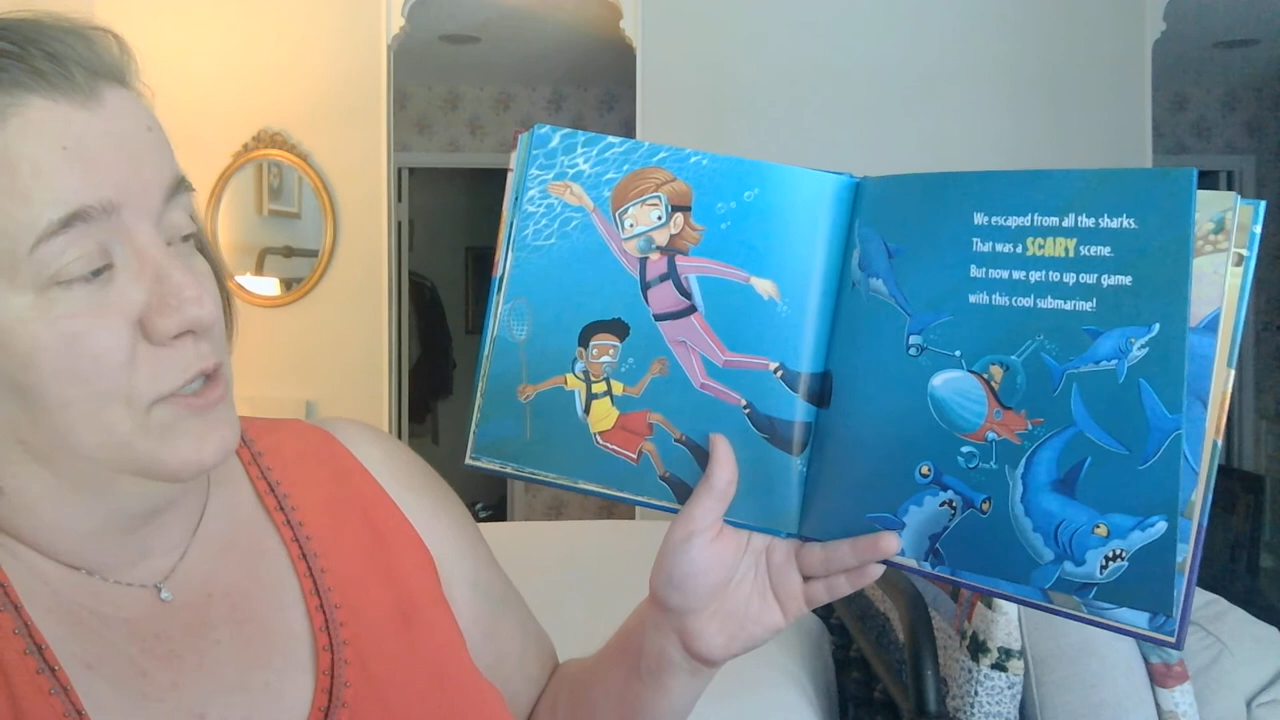 We escaped from all the sharks.
That was a SCARY scene.
But now we get to up our game
with this cool submarine!